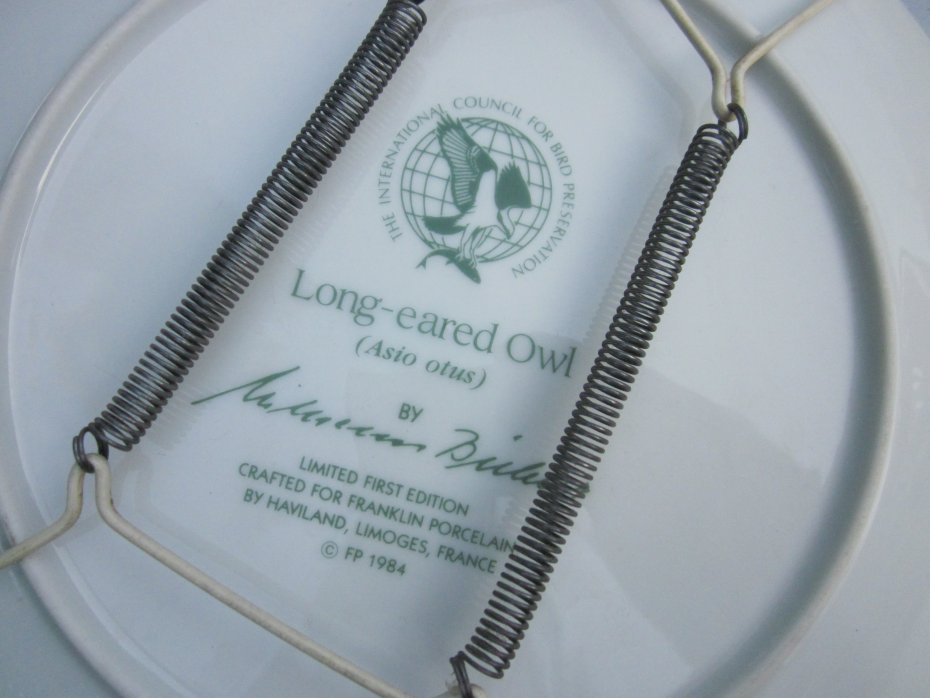 THE INTERNATIONAL COUNCIL FOR BIRD PRESERVATION
Long-eared Owl
(Asio otus)
BY
LIMITED FIRST EDITION
CRAFTED FOR FRANKLIN PORCELAIN
BY HAVILAND, LIMOGES, FRANCE
© FP 1984